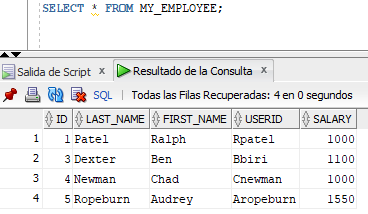 SELECT * FROM MY_EMPLOYEE;
Salida de Script x Resultado de la Consulta x
SQL | Todas las Filas Recuperadas: 4 en 0 segundos
ID LAST_NAME FIRST_NAME USERID SALARY
1 1 Patel Ralph Rpatel 1000
2 3 Dexter Ben Bbiri 1100
3 4 Newman Chad Cnewman 1000
4 5 Ropeburn Audrey Aropeburn 1550